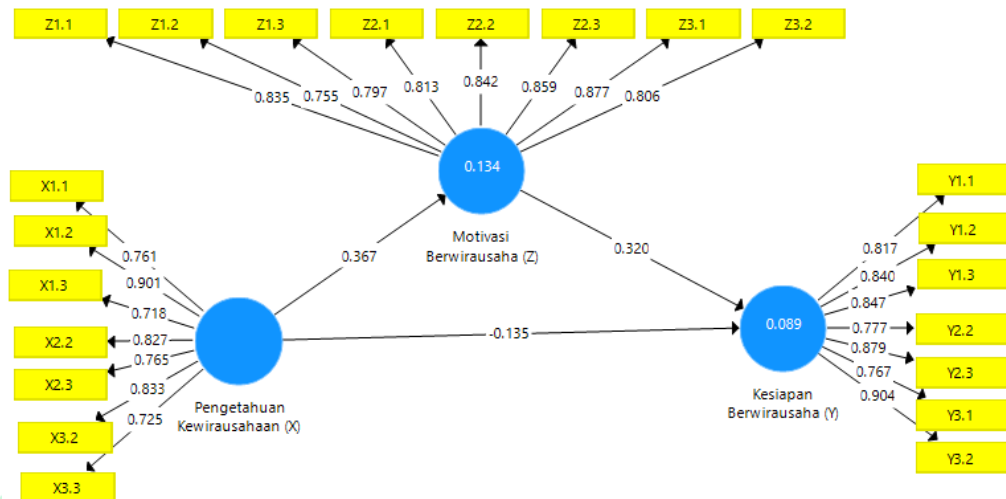 Z1.1
Z1.2
Z1.3
Z2.1
Z2.2
Z2.3
Z3.1
Z3.2
0.835
0.755
0.797
0.813
0.842
0.859
0.877
0.806
0.134
Motivasi
Berwirausaha (Z)
X1.1
X1.2
X1.3
X2.2
X2.3
X3.2
X3.3
0.761
0.901
0.718
0.827
0.765
0.833
0.725
Pengetahuan
Kewirausahaan (X)
0.367
0.320
-0.135
0.089
Kesiapan
Berwirausaha (Y)
0.817
0.840
0.847
0.777
0.879
0.767
0.904
Y1.1
Y1.2
Y1.3
Y2.2
Y2.3
Y3.1
Y3.2